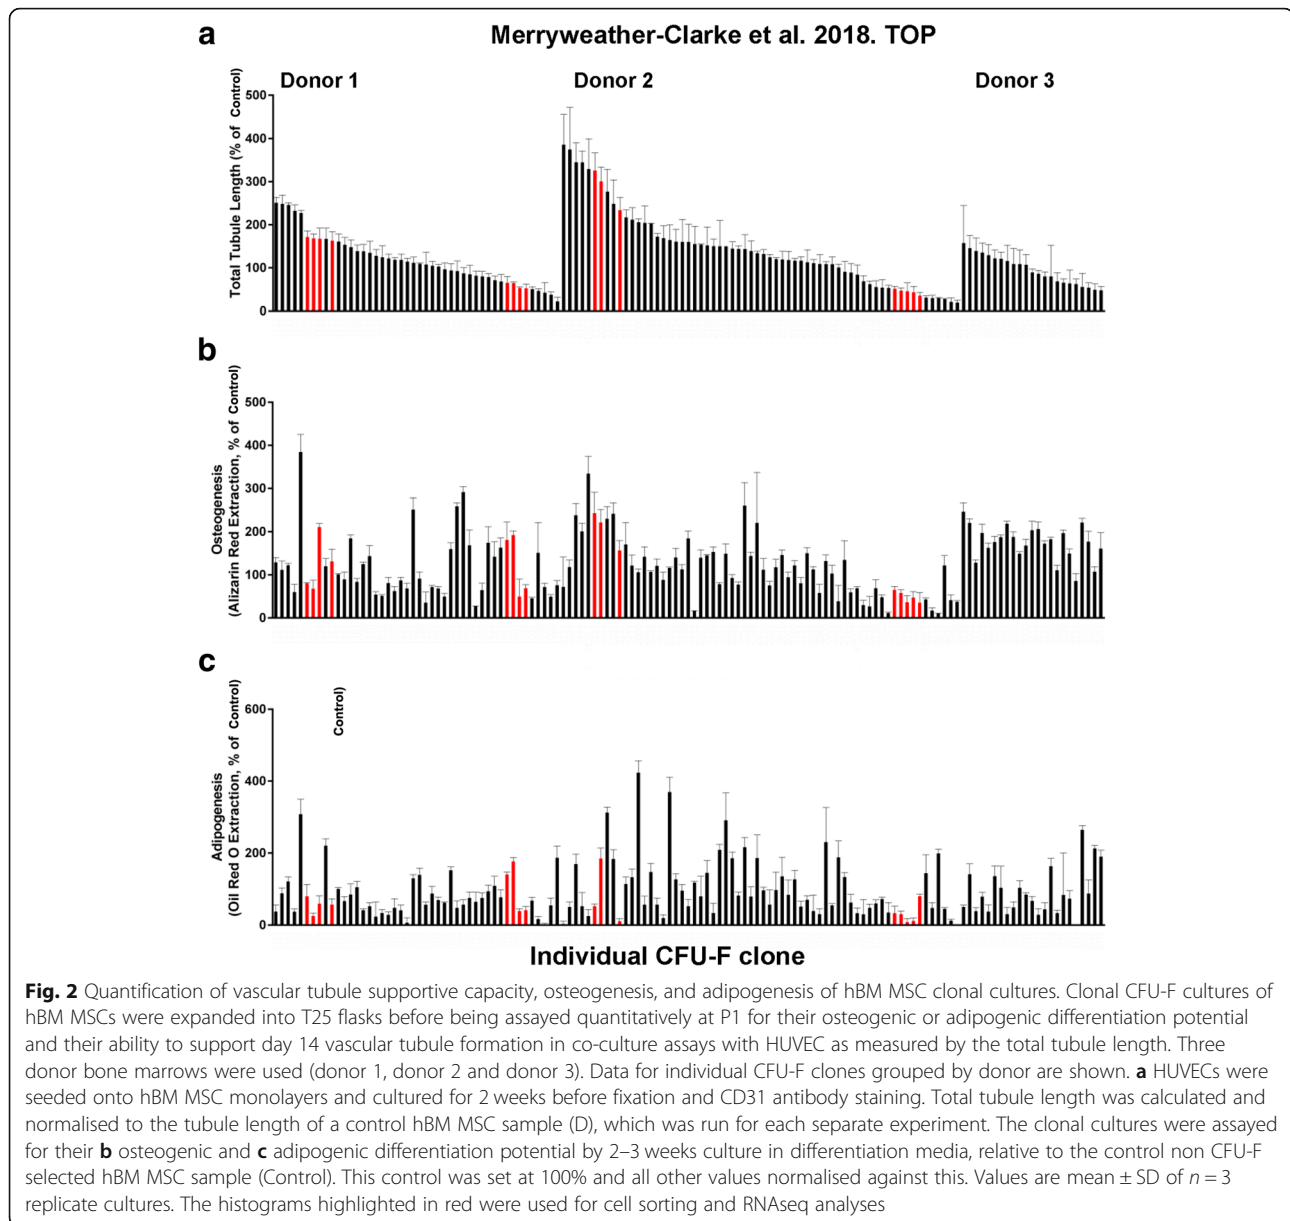 a
Merryweather-Clarke et al. 2018. TOP
Donor 1
Donor 2
Donor 3
Total Tubule Length (% of Control)
500
400
300
200
100
0
b
Osteogenesis
(Alizarin Red Extraction, % of Control)
500
400
300
200
100
0
c
Control)
Adipogenesis
(Oil Red O Extraction, % of Control)
600
400
200
0
Individual CFU-F clone
Fig. 2 Quantification of vascular tubule supportive capacity, osteogenesis, and adipogenesis of hBM MSC clonal cultures. Clonal CFU-F cultures of
hBM MSCs were expanded into T25 flasks before being assayed quantitatively at P1 for their osteogenic or adipogenic differentiation potential
and their ability to support day 14 vascular tubule formation in co-culture assays with HUVEC as measured by the total tubule length. Three
donor bone marrows were used (donor 1, donor 2 and donor 3). Data for individual CFU-F clones grouped by donor are shown. a HUVECs were
seeded onto hBM MSC monolayers and cultured for 2 weeks before fixation and CD31 antibody staining. Total tubule length was calculated and
normalised to the tubule length of a control hBM MSC sample (D), which was run for each separate experiment. The clonal cultures were assayed
for their b osteogenic and c adipogenic differentiation potential by 2–3 weeks culture in differentiation media, relative to the control non CFU-F
selected hBM MSC sample (Control). This control was set at 100% and all other values normalised against this. Values are mean ± SD of n = 3
replicate cultures. The histograms highlighted in red were used for cell sorting and RNAseq analyses